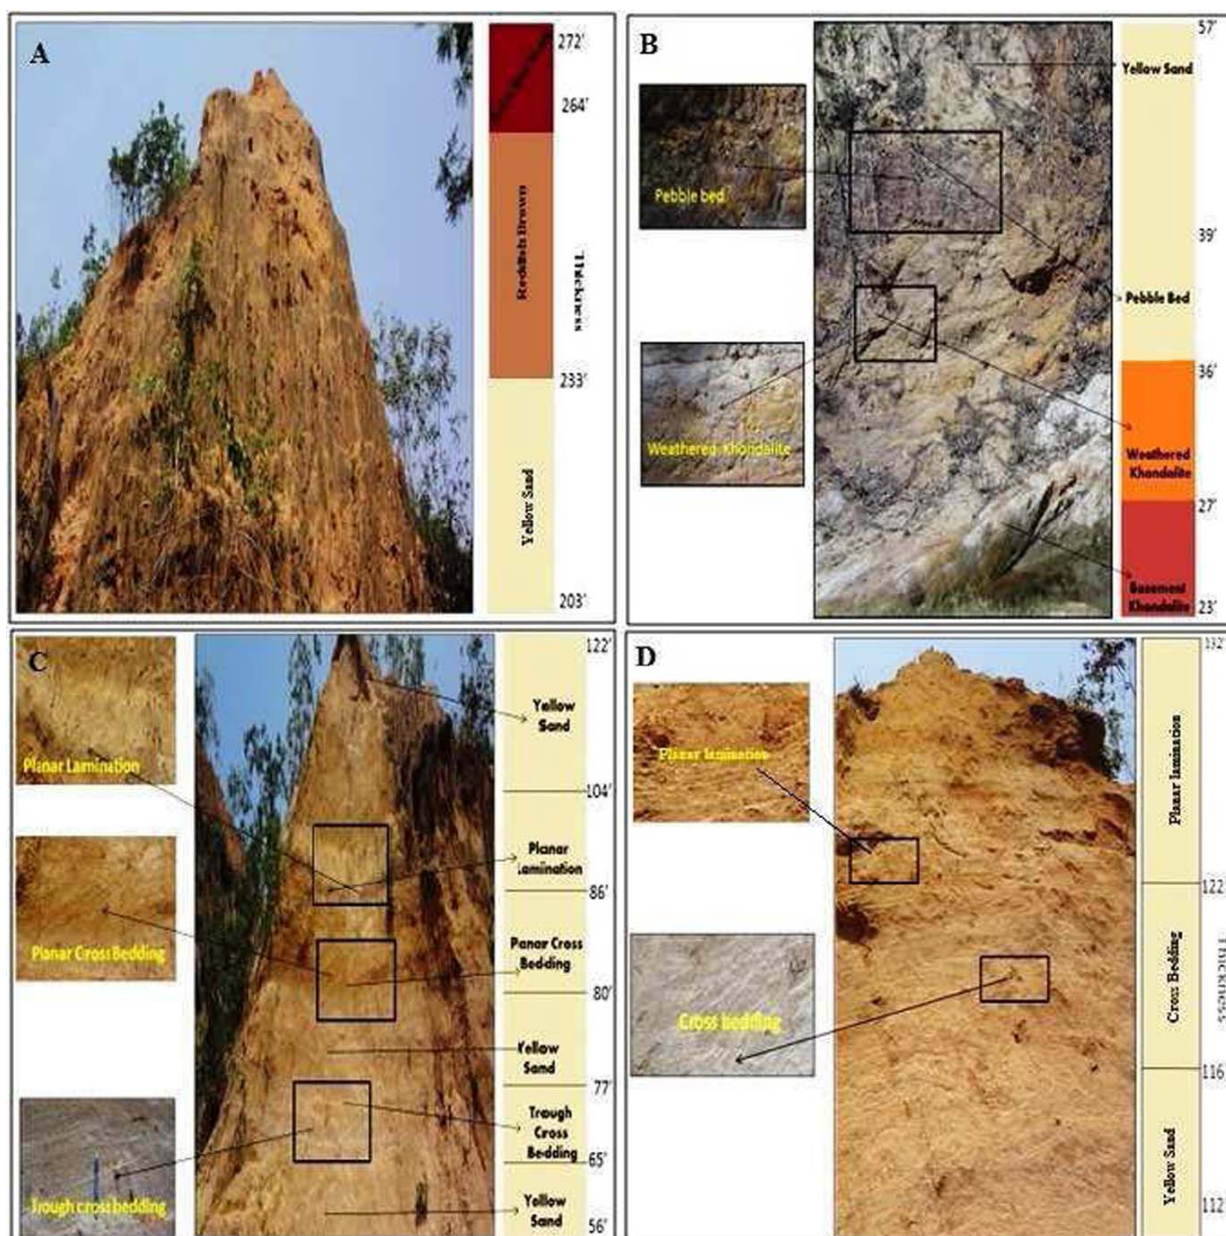 A
272'
264'
Reddish Brown
Thickness
233'
Yellow Sand
203'
B
57'
Yellow Sand
Pebble bed
39'
Pebble Bed
36'
Weathered Khondalite
Weathered
Khondalite
27'
Basement
Khondalite
23'
C
122'
Yellow
Sand
Planar Lamination
104'
Planar
Lamination
86'
Planar Cross Bedding
Panar Cross
Bedding
80'
Yellow
Sand
77'
Trough
Cross
Bedding
65'
Trough cross bedding
Yellow
Sand
56'
D
132'
Planar lamination
Planar lamination
122'
Cross bedding
Cross Bedding
Thickness
116'
Yellow Sand
112'